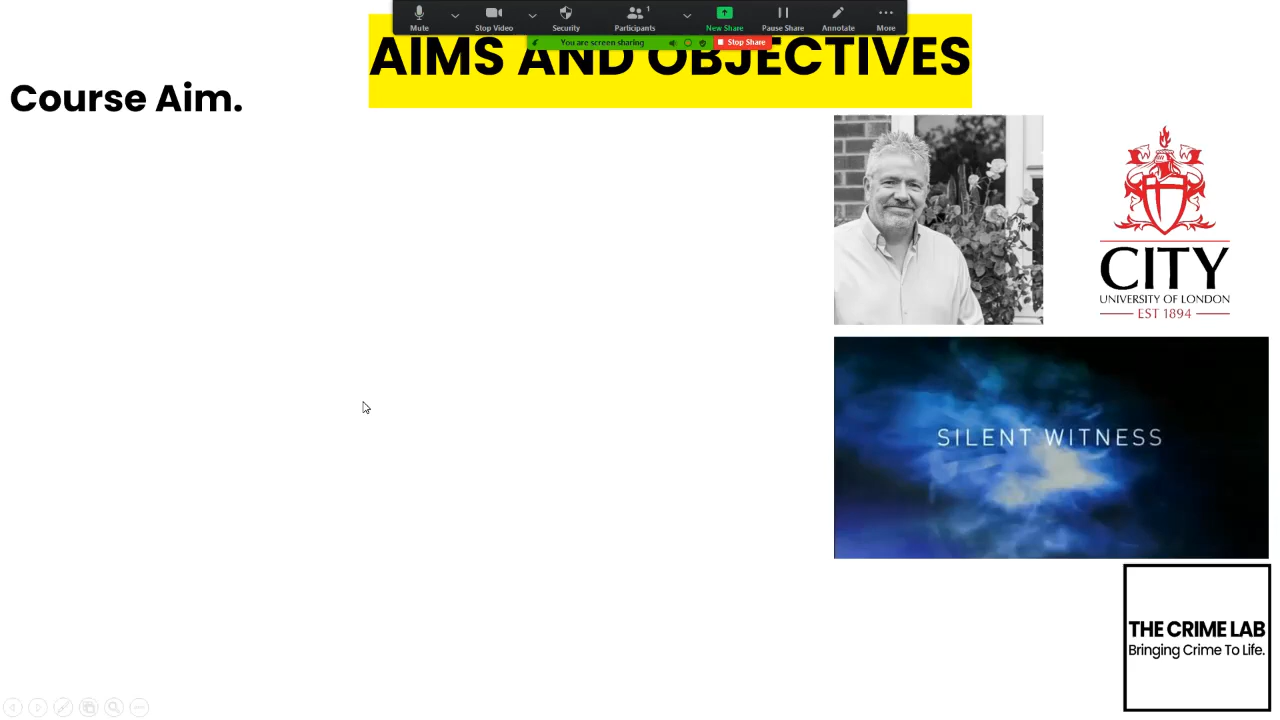 Mute
Stop Video
Security
1
Participants
New Share
Pause Share
Annotate
More
You are screen sharing
Stop Share
AIMS AND OBJECTIVES
Course Aim.
CITY
UNIVERSITY OF LONDON
EST 1894
SILENT WITNESS
THE CRIME LAB
Bringing Crime To Life.